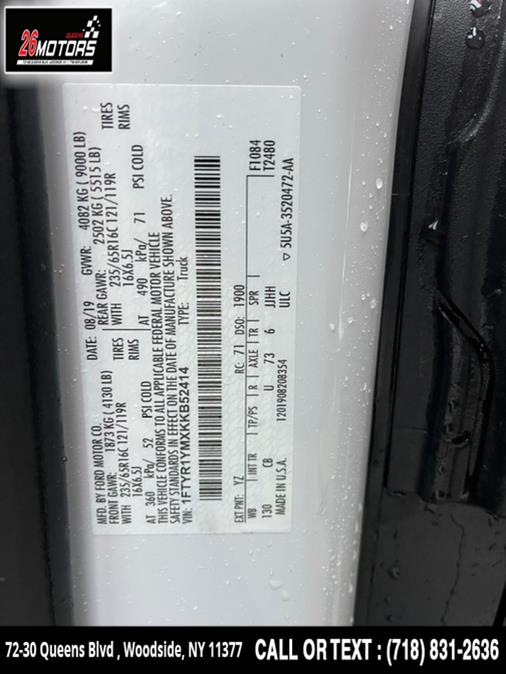 QUEENS
26MOTORS
MFD. BY FORD MOTOR CO.
DATE: 08/19 GVWR: 4082 KG ( 9000 LB)
FRONT GAWR: 1873 KG ( 4130 LB) REAR GAWR: 2502 KG ( 5515 LB)
WITH 235/65R16C 121/119R TIRES WITH 235/65R16C 121/119R TIRES
16X6.5J RIMS 16X6.5J RIMS
AT 360 kPa/ 52 PSI COLD AT 490 kPa/ 71 PSI COLD
THIS VEHICLE CONFORMS TO ALL APPLICABLE FEDERAL MOTOR VEHICLE
SAFETY STANDARDS IN EFFECT ON THE DATE OF MANUFACTURE SHOWN ABOVE.
VIN: 1FTYR1YMXKKB52414 TYPE: Truck
EXT PNT: YZ RC: 71 DSO: 1900 F1084
WB INT TR TP/PS R AXLE TR SPR T2480
130 CB U 73 6 JJHH
MADE IN U.S.A. 1201908208354 ULC
▽ 5U5A-3520472-AA
72-30 Queens Blvd , Woodside, NY 11377 CALL OR TEXT : (718) 831-2636